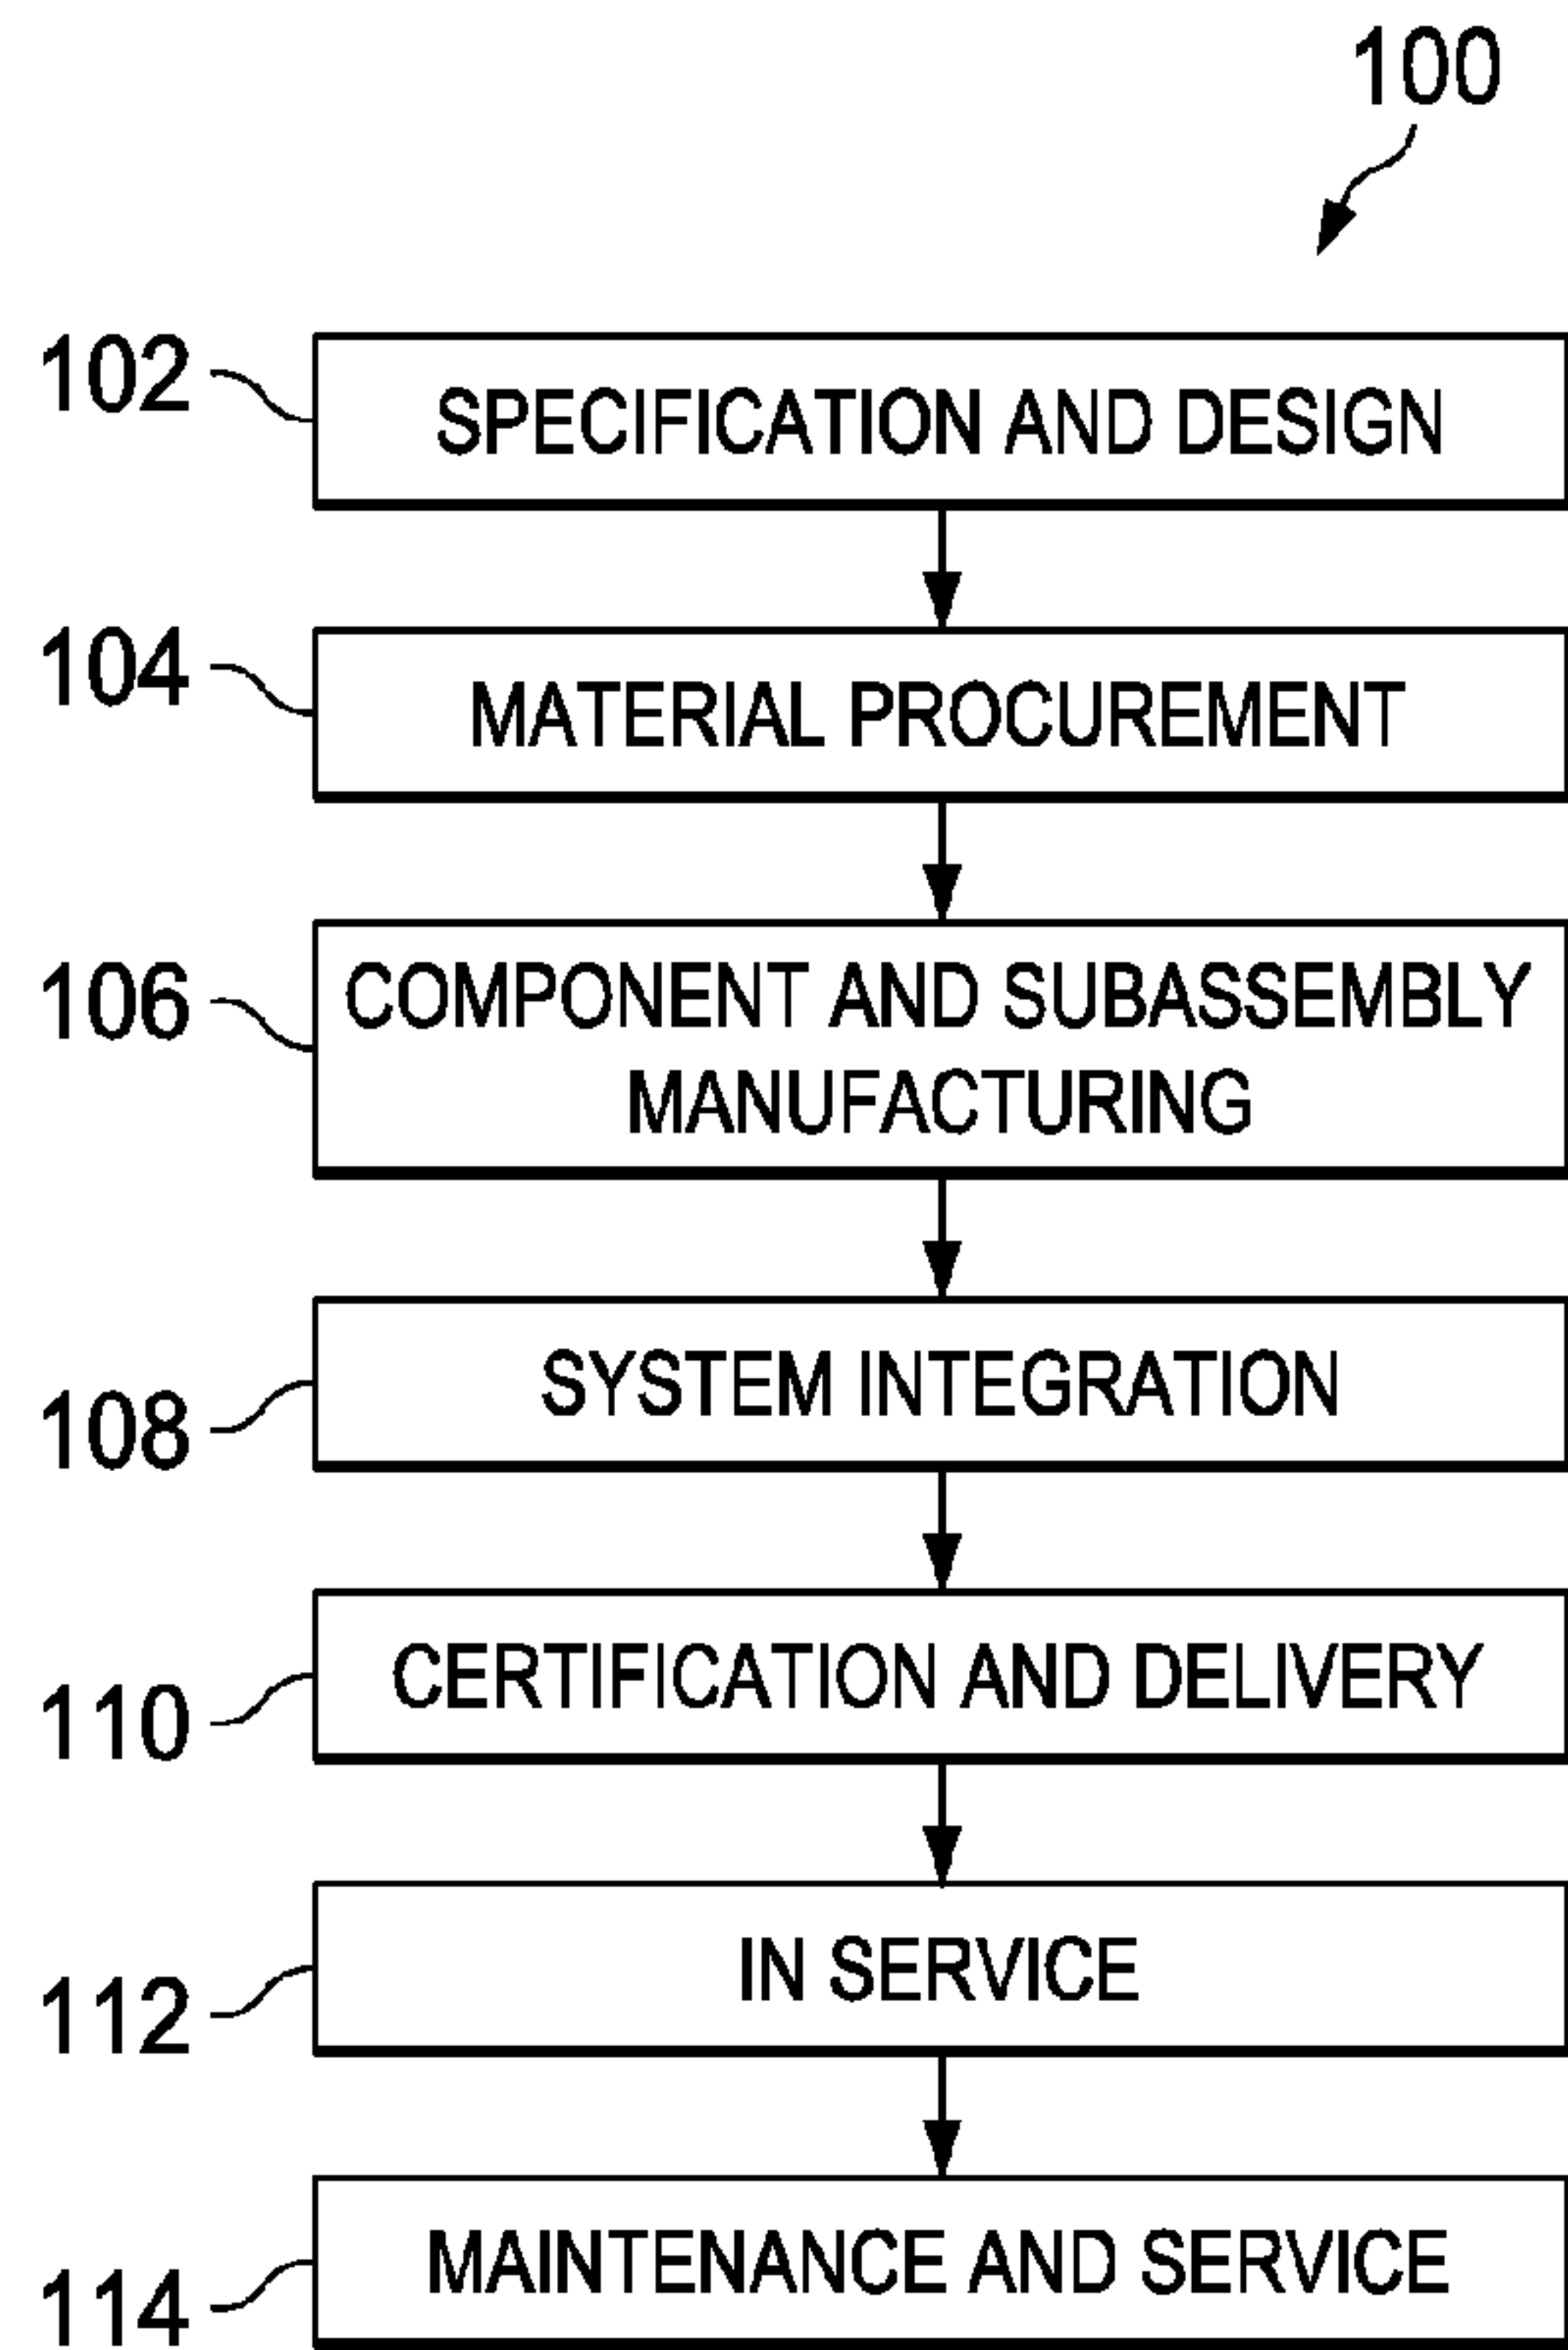 100
102 SPECIFICATION AND DESIGN
104 MATERIAL PROCUREMENT
106 COMPONENT AND SUBASSEMBLY
MANUFACTURING
108 SYSTEM INTEGRATION
110 CERTIFICATION AND DELIVERY
112 IN SERVICE
114 MAINTENANCE AND SERVICE